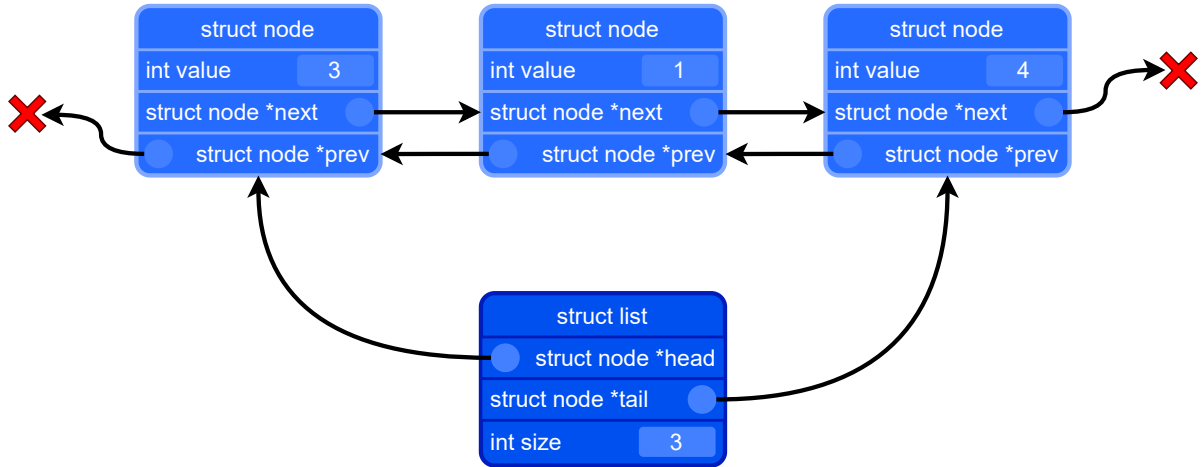 struct node
int value 3
struct node *next
struct node *prev
struct node
int value 1
struct node *next
struct node *prev
struct node
int value 4
struct node *next
struct node *prev
struct list
struct node *head
struct node *tail
int size 3